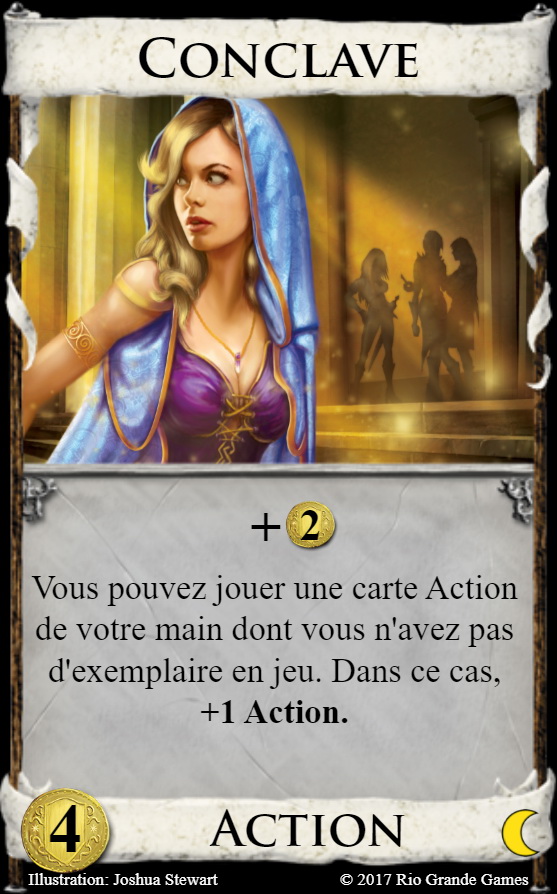 CONCLAVE
+2
Vous pouvez jouer une carte Action
de votre main dont vous n'avez pas
d'exemplaire en jeu. Dans ce cas,
+1 Action.
4
ACTION
Illustration: Joshua Stewart
© 2017 Rio Grande Games